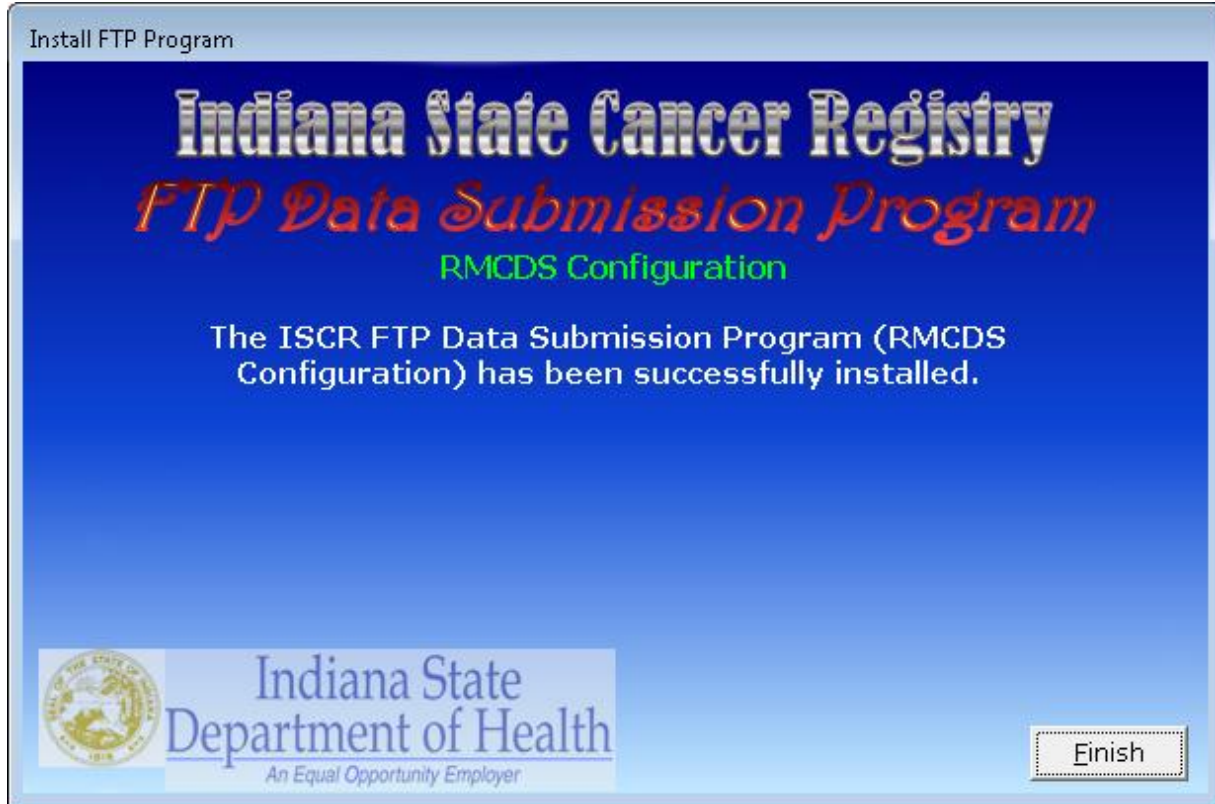 Install FTP Program
Indiana State Cancer Registry
FTP Data Submission Program
RMCDS Configuration
The ISCR FTP Data Submission Program (RMCDS
Configuration) has been successfully installed.
Indiana State
Department of Health
An Equal Opportunity Employer
Finish